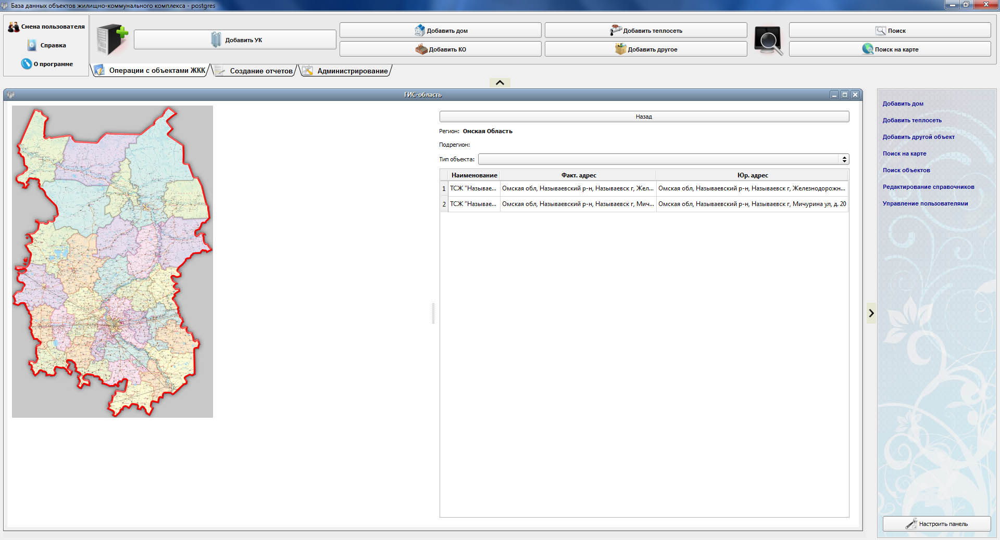 База данных объектов жилищно-коммунального комплекса - postgres
Смена пользователя
Справка
О программе
Добавить УК
Добавить дом
Добавить КО
Добавить теплосеть
Добавить другое
Поиск
Поиск на карте
Операции с объектами ЖКК
Создание отчетов
Администрирование
ГИС-область
Назад
Регион: Омская Область
Подрегион:
Тип объекта:
Наименование Факт. адрес Юр. адрес
1 ТСЖ "Называе... Омская обл, Называевский р-н, Называевск г, Жел... Омская обл, Называевский р-н, Называевск г, Железнодорожн...
2 ТСЖ "Называе... Омская обл, Называевский р-н, Называевск г, Мич... Омская обл, Называевский р-н, Называевск г, Мичурина ул, д. 20
Добавить дом
Добавить теплосеть
Добавить другой объект
Поиск на карте
Поиск объектов
Редактирование справочников
Управление пользователями
Настроить панель